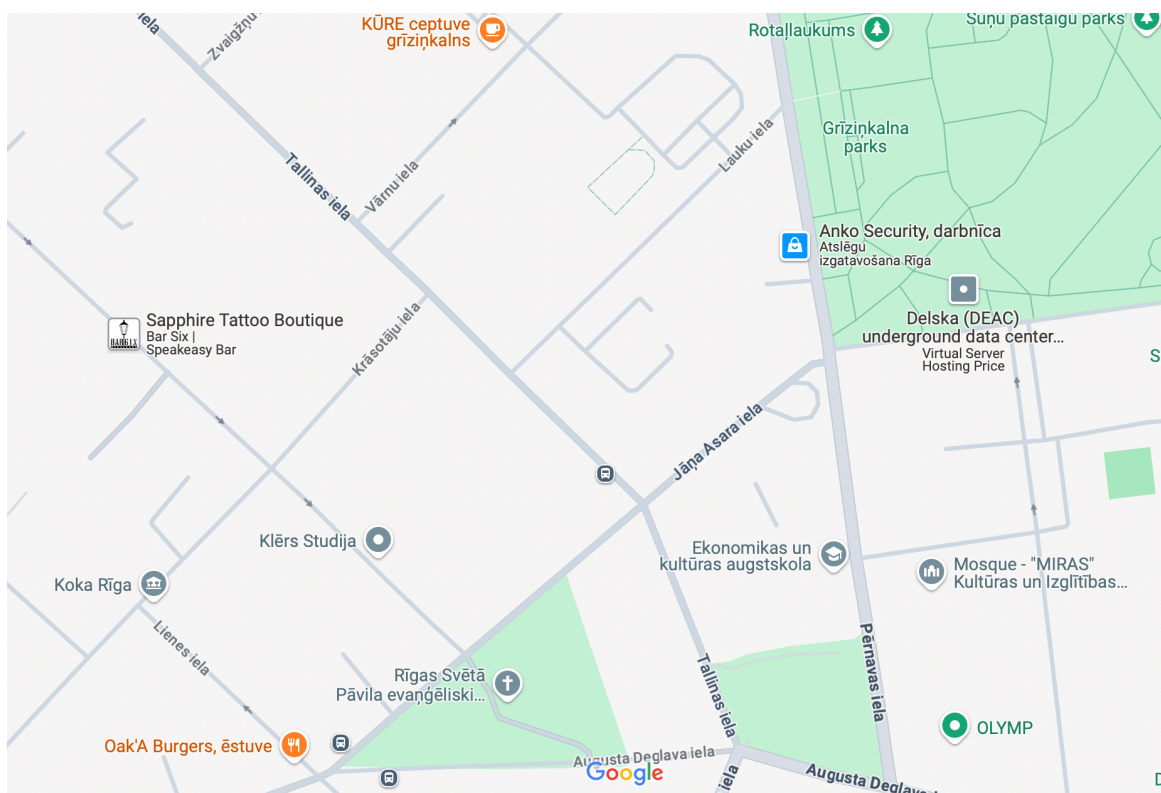 iela
Zvaigžņu
KŪRE ceptuve
grīziņkalns
Rotaļlaukums
Suņu pastaigu parks
Grīziņkalna
parks
Lauku iela
Tallinas iela
Vārnu iela
Anko Security, darbnīca
Atslēgu
izgatavošana Rīga
Delska (DEAC)
underground data center...
Virtual Server
Hosting Price
S
Sapphire Tattoo Boutique
Bar Six |
Speakeasy Bar
Krāsotāju iela
Jāņa Asara iela
Klērs Studija
Ekonomikas un
kultūras augstskola
Mosque - "MIRAS"
Kultūras un Izglītības...
Koka Rīga
Lienes iela
Rīgas Svētā
Pāvila evaņģēliski...
Tallinas iela
Pērnavas iela
OLYMP
Oak'A Burgers, ēstuve
Augusta Deglava iela
Google
iela
Augusta Deglava
D